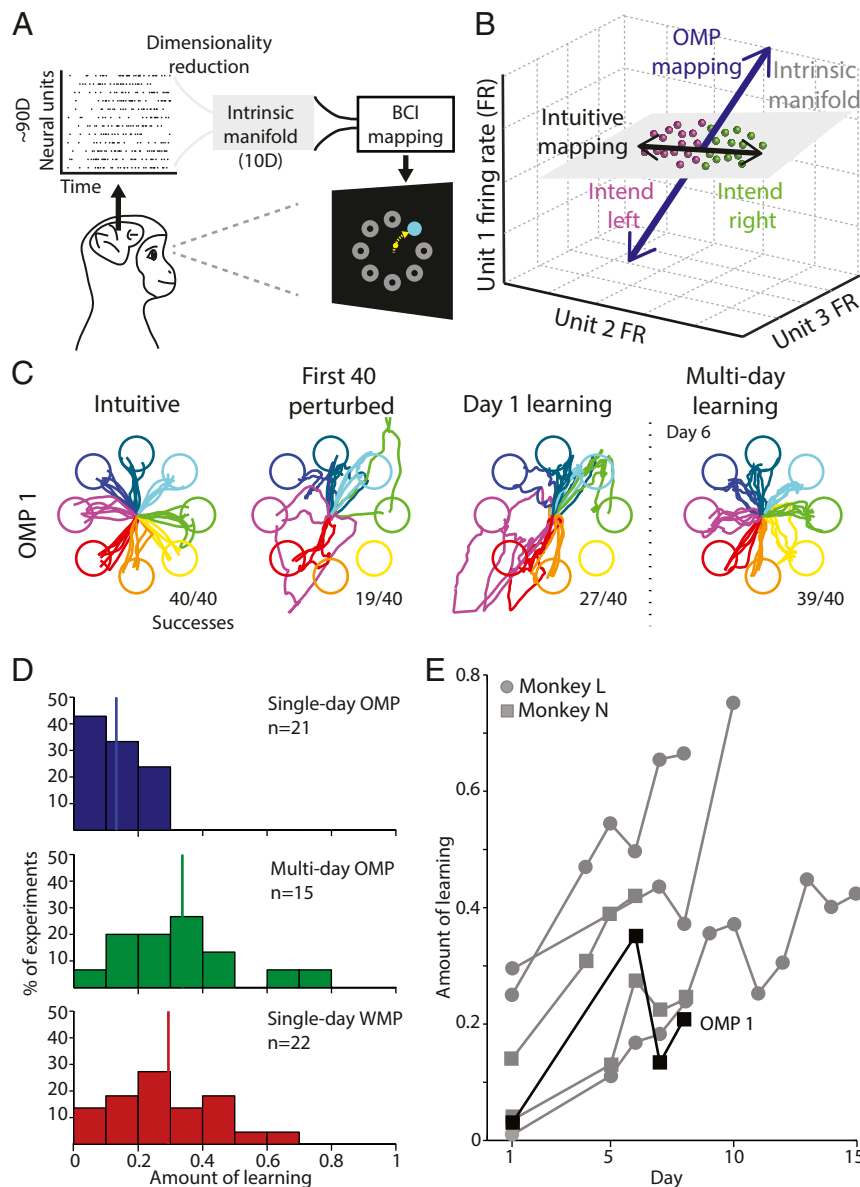 A
Dimensionality
reduction
~90D
Neural units
Time
Intrinsic
manifold
(10D)
BCI
mapping
B
OMP
mapping
Intrinsic
manifold
Intuitive
mapping
Intend
left
Intend
right
Unit 1 firing rate (FR)
Unit 2 FR
Unit 3 FR
C
Intuitive
First 40
perturbed
Day 1 learning
Multi-day
learning
Day 6
OMP 1
40/40
Successes
19/40
27/40
39/40
D
50
40
30
20
10
Single-day OMP
n=21
50
40
30
20
10
Multi-day OMP
n=15
% of experiments
50
40
30
20
10
Single-day WMP
n=22
0 0.2 0.4 0.6 0.8 1
Amount of learning
E
0.8
0.6
0.4
0.2
0
Amount of learning
Monkey L
Monkey N
OMP 1
1 5 10 15
Day